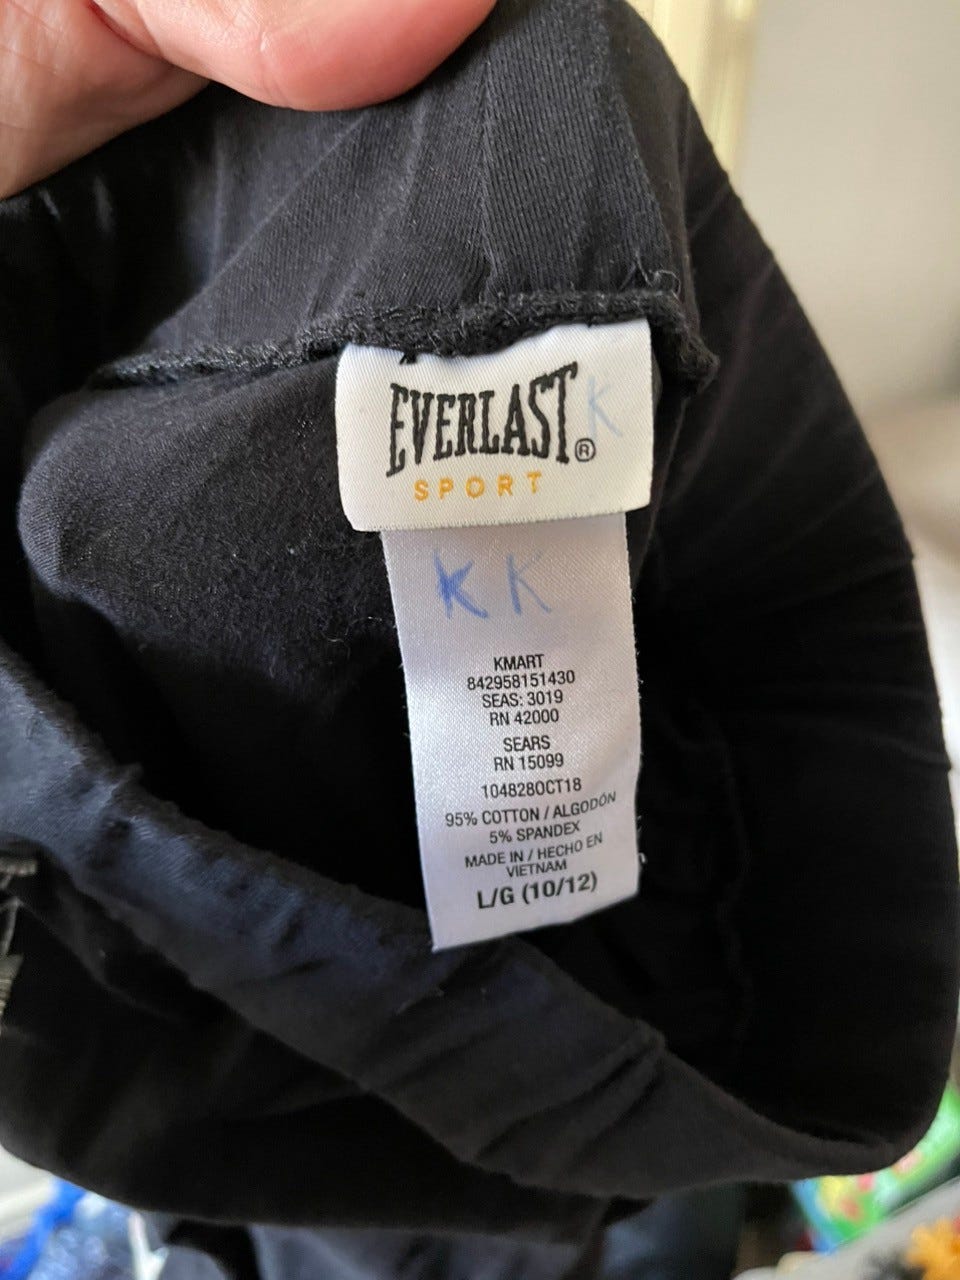 EVERLAST® K
SPORT
K K
KMART
842958151430
SEAS: 3019
RN 42000
SEARS
RN 15099
104828OCT18
95% COTTON / ALGODÓN
5% SPANDEX
MADE IN / HECHO EN
VIETNAM
L/G (10/12)